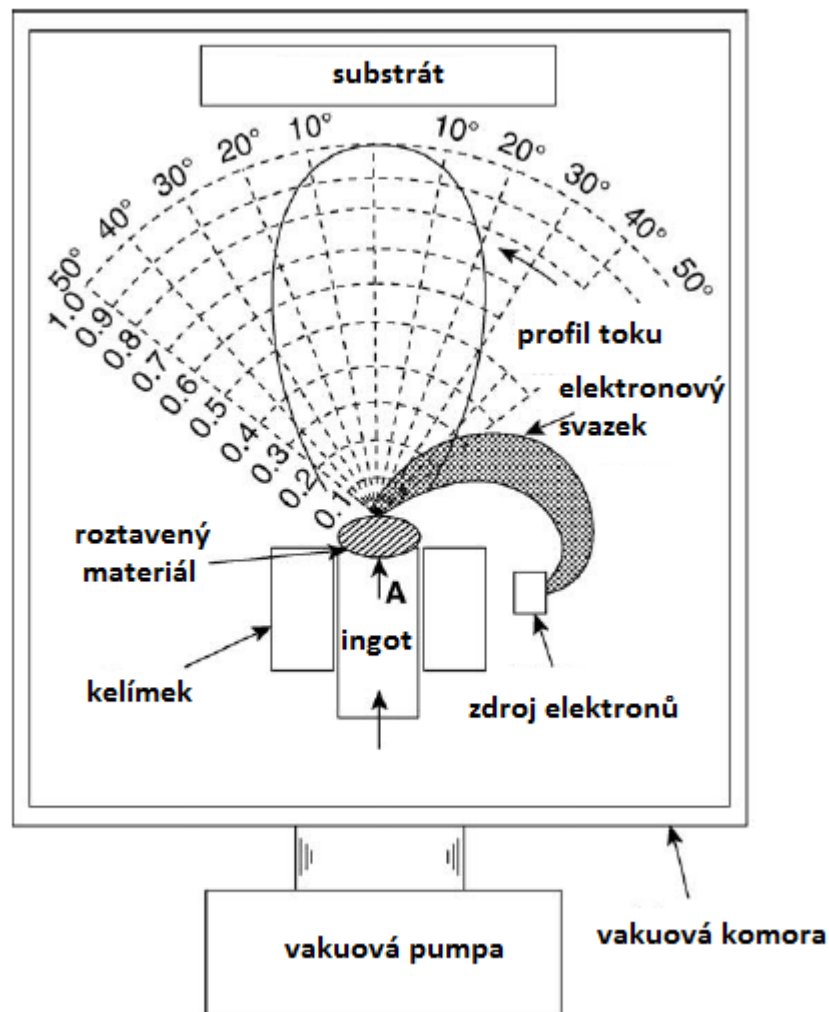 substrát
50° 40° 30° 20° 10° 10° 20° 30° 40° 50°
1.0
0.9
0.8
0.7
0.6
0.5
0.4
0.3
0.2
0.1
profil toku
elektronový
svazek
roztavený
materiál
A
ingot
kelímek
zdroj elektronů
vakuová komora
vakuová pumpa